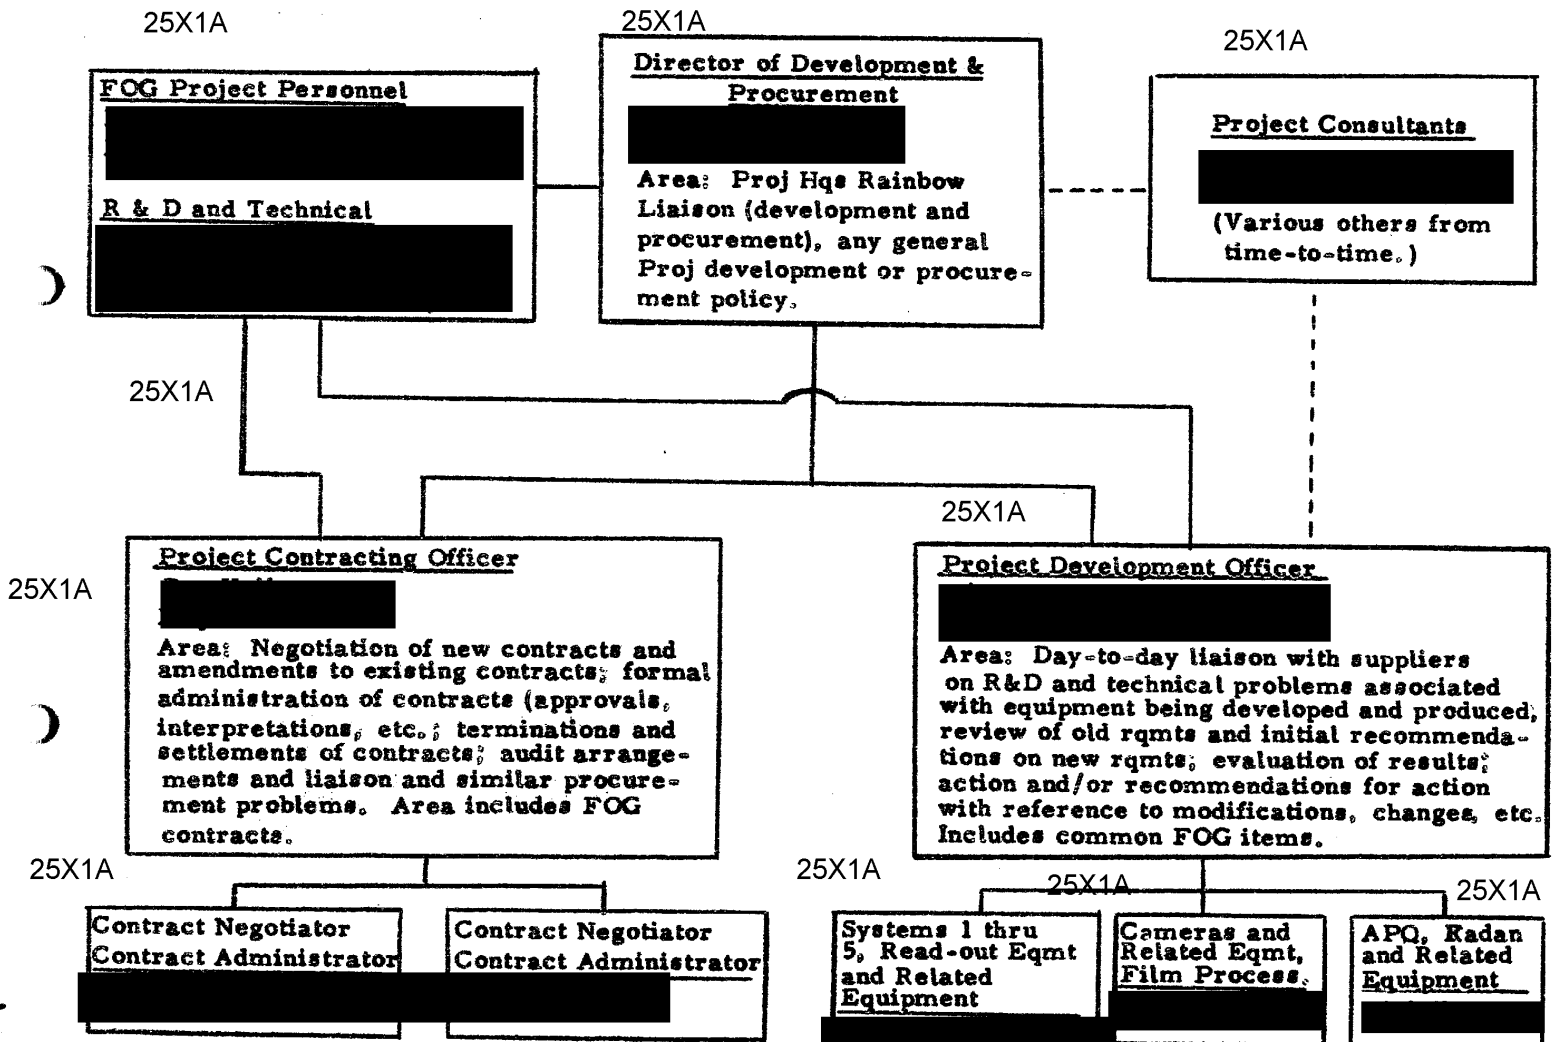 25X1A
25X1A
25X1A
FOG Project Personnel
R & D and Technical
Director of Development &
Procurement
Area: Proj Hqs Rainbow
Liaison (development and
procurement), any general
Proj development or procure-
ment policy.
Project Consultants
(Various others from
time-to-time.)
25X1A
25X1A
25X1A
Project Contracting Officer
Area: Negotiation of new contracts and
amendments to existing contracts; formal
administration of contracts (approvals,
interpretations, etc.; terminations and
settlements of contracts; audit arrange-
ments and liaison and similar procure-
ment problems. Area includes FOG
contracts.
Project Development Officer
Area: Day-to-day liaison with suppliers
on R&D and technical problems associated
with equipment being developed and produced;
review of old rqmts and initial recommenda-
tions on new rqmts; evaluation of results;
action and/or recommendations for action
with reference to modifications, changes, etc.
Includes common FOG items.
25X1A
25X1A
25X1A
25X1A
Contract Negotiator
Contract Administrator
Contract Negotiator
Contract Administrator
Systems 1 thru
5, Read-out Eqmt
and Related
Equipment
Cameras and
Related Eqmt,
Film Process.
APQ, Radan
and Related
Equipment